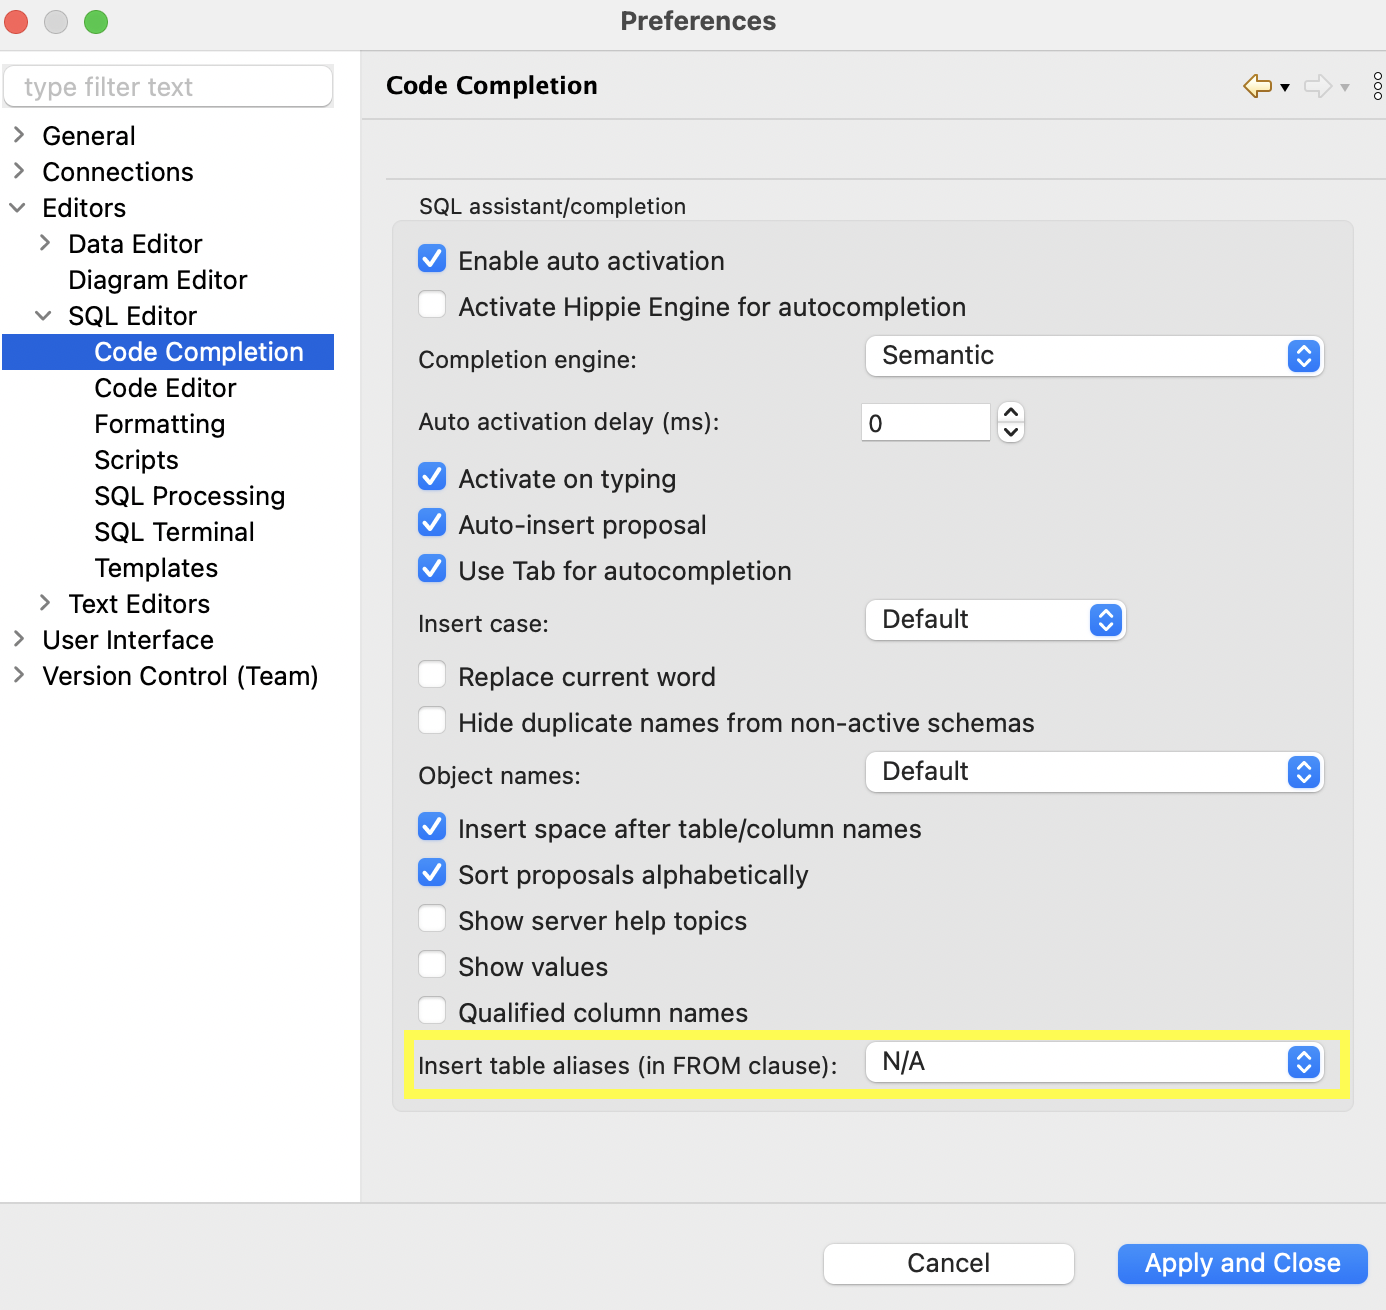 Preferences
type filter text
General
Connections
Editors
Data Editor
Diagram Editor
SQL Editor
Code Completion
Code Editor
Formatting
Scripts
SQL Processing
SQL Terminal
Templates
Text Editors
User Interface
Version Control (Team)
Code Completion
SQL assistant/completion
Enable auto activation
Activate Hippie Engine for autocompletion
Completion engine: Semantic
Auto activation delay (ms): 0
Activate on typing
Auto-insert proposal
Use Tab for autocompletion
Insert case: Default
Replace current word
Hide duplicate names from non-active schemas
Object names: Default
Insert space after table/column names
Sort proposals alphabetically
Show server help topics
Show values
Qualified column names
Insert table aliases (in FROM clause): N/A
Cancel
Apply and Close